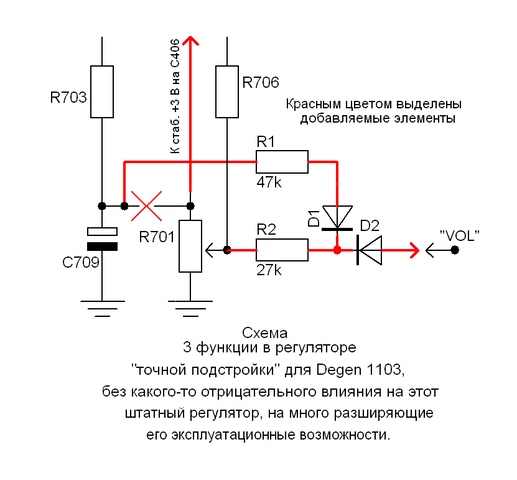 К стаб. +3 В на С406
R703
R706
Красным цветом выделены
добавляемые элементы
R1
47k
D1
D2
"VOL"
R701
R2
27k
C709
Схема
3 функции в регуляторе
"точной подстройки" для Degen 1103,
без какого-то отрицательного влияния на этот
штатный регулятор, на много разширяющие
его эксплуатационные возможности.